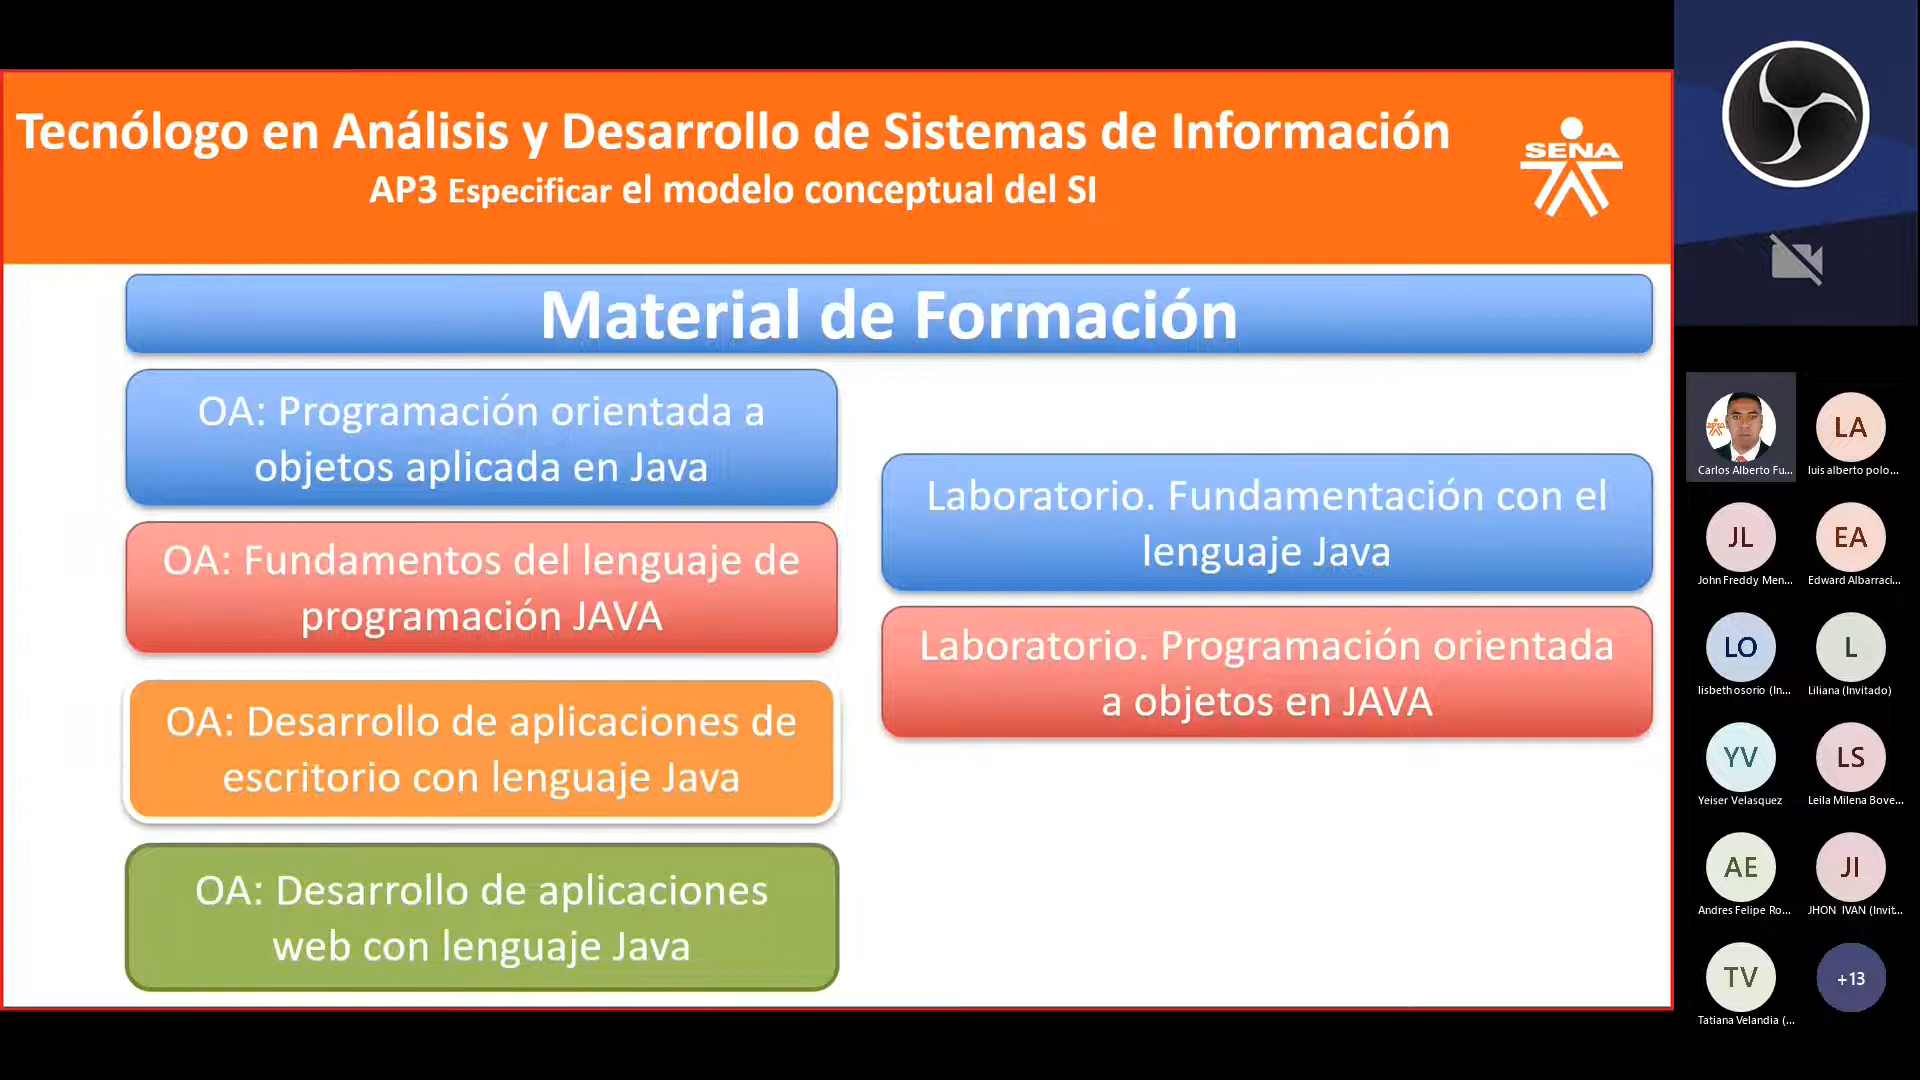 Tecnólogo en Análisis y Desarrollo de Sistemas de Información
AP3 Especificar el modelo conceptual del SI
SENA
Material de Formación
OA: Programación orientada a
objetos aplicada en Java
OA: Fundamentos del lenguaje de
programación JAVA
OA: Desarrollo de aplicaciones de
escritorio con lenguaje Java
OA: Desarrollo de aplicaciones
web con lenguaje Java
Laboratorio. Fundamentación con el
lenguaje Java
Laboratorio. Programación orientada
a objetos en JAVA
Carlos Alberto Fu...
LA
luis alberto polo...
JL
John Freddy Men...
EA
Edward Albarraci...
LO
lisbeth osorio (In...
L
Liliana (Invitado)
YV
Yeiser Velasquez
LS
Leila Milena Bove...
AE
Andres Felipe Ro...
JI
JHON IVAN (Invit...
TV
Tatiana Velandia (...
+13